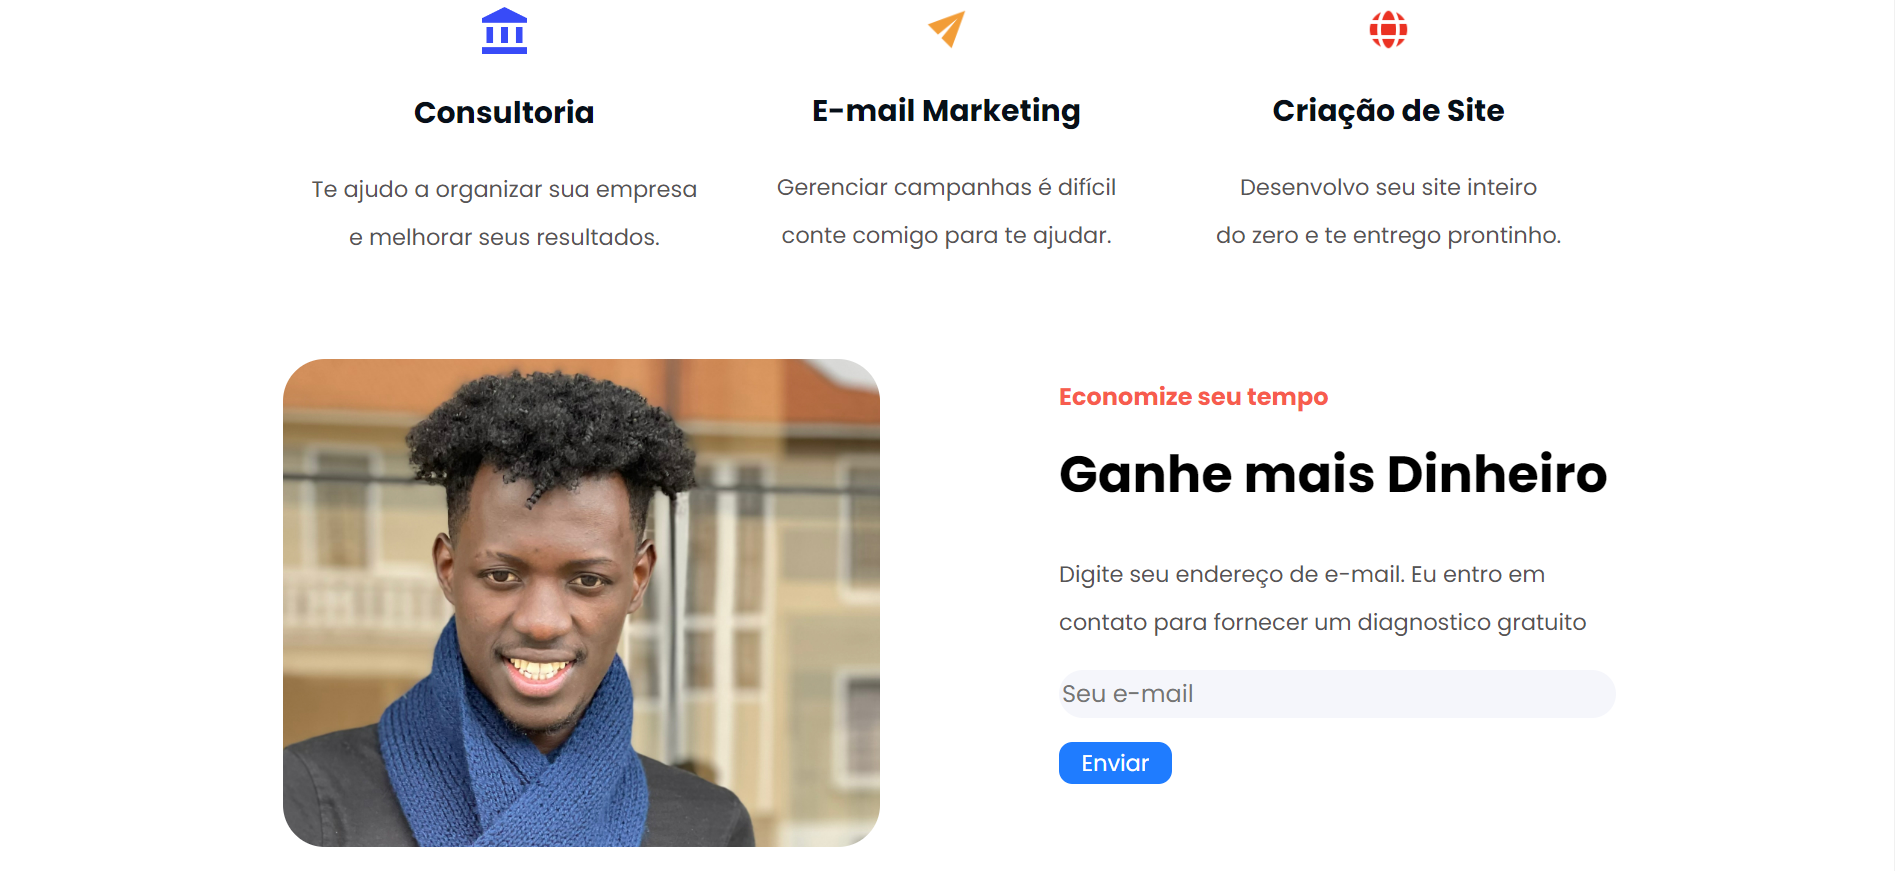 Consultoria
Te ajudo a organizar sua empresa
e melhorar seus resultados.
E-mail Marketing
Gerenciar campanhas é difícil
conte comigo para te ajudar.
Criação de Site
Desenvolvo seu site inteiro
do zero e te entrego prontinho.
Economize seu tempo
Ganhe mais Dinheiro
Digite seu endereço de e-mail. Eu entro em
contato para fornecer um diagnostico gratuito
Seu e-mail
Enviar